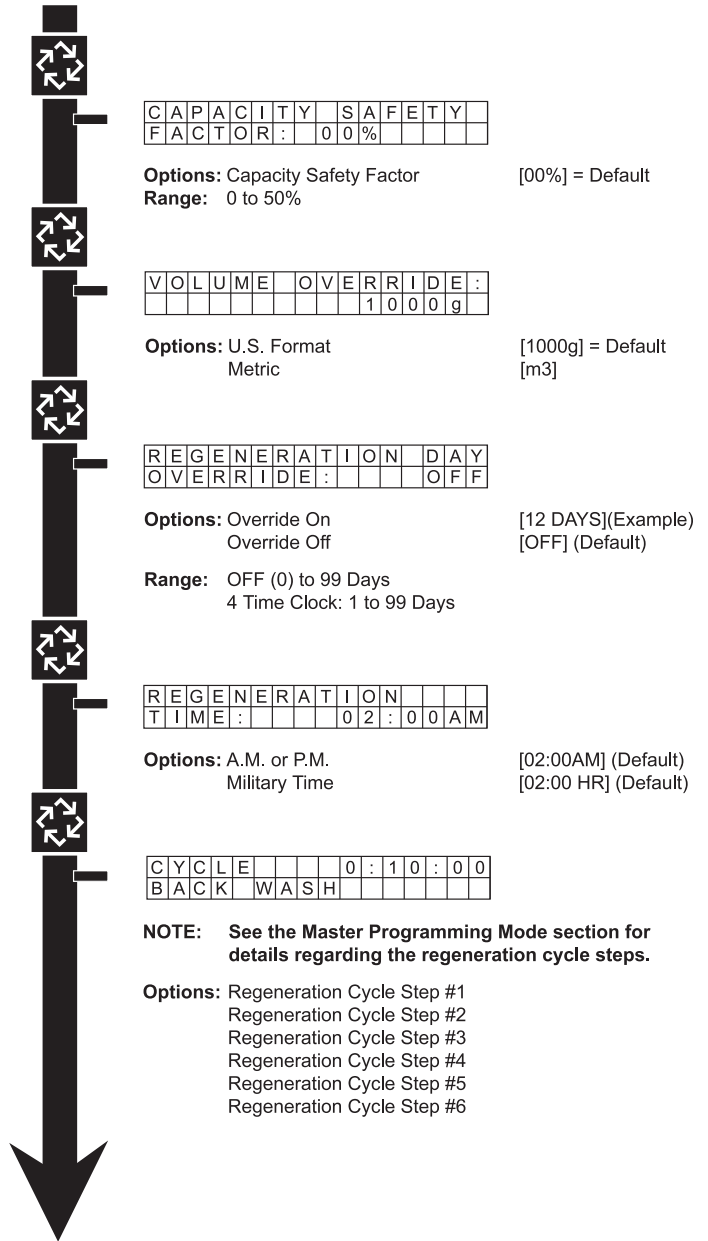 CAPACITY SAFETY
FACTOR: 00%
Options: Capacity Safety Factor [00%] = Default
Range: 0 to 50%
VOLUME OVERRIDE:
1000g
Options: U.S. Format [1000g] = Default
Metric [m3]
REGENERATION DAY
OVERRIDE: OFF
Options: Override On [12 DAYS](Example)
Override Off [OFF] (Default)
Range: OFF (0) to 99 Days
4 Time Clock: 1 to 99 Days
REGENERATION
TIME: 02:00AM
Options: A.M. or P.M. [02:00AM] (Default)
Military Time [02:00 HR] (Default)
CYCLE 0:10:00
BACK WASH
NOTE: See the Master Programming Mode section for
details regarding the regeneration cycle steps.
Options: Regeneration Cycle Step #1
Regeneration Cycle Step #2
Regeneration Cycle Step #3
Regeneration Cycle Step #4
Regeneration Cycle Step #5
Regeneration Cycle Step #6